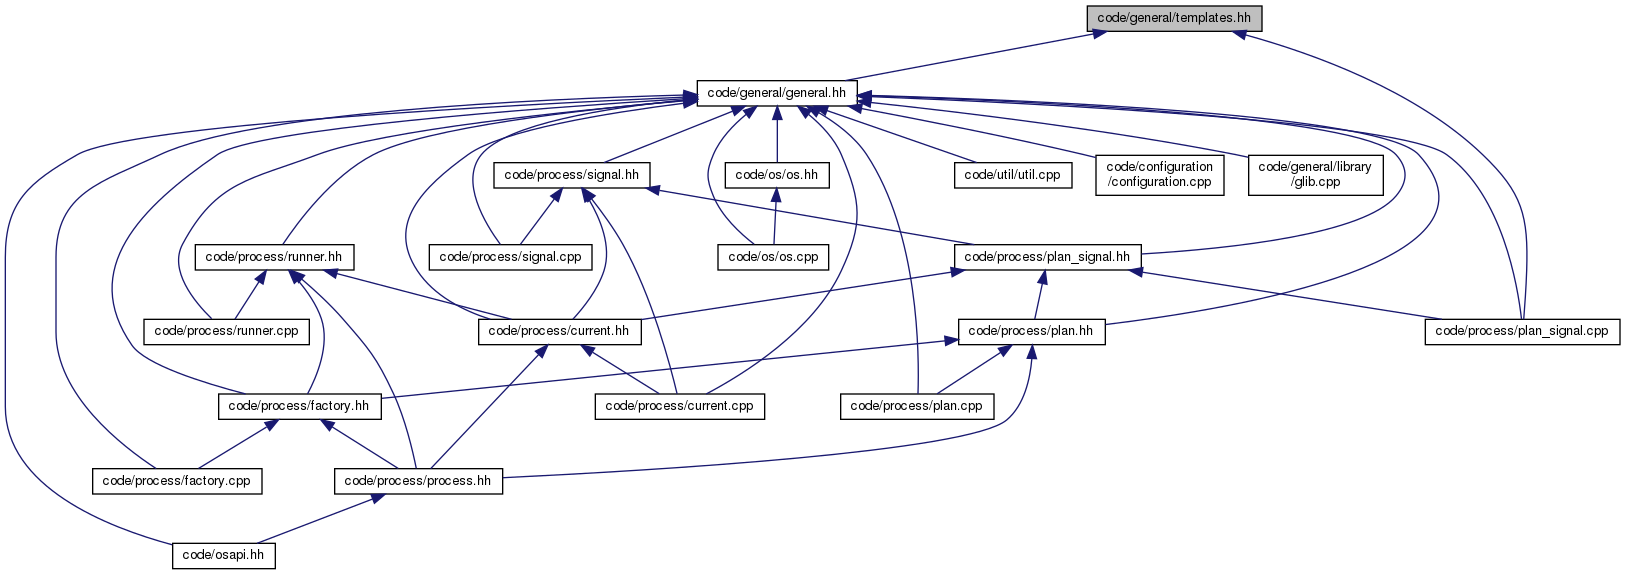 code/general/templates.hh
code/general/general.hh
code/process/signal.hh
code/os/os.hh
code/util/util.cpp
code/configuration
/configuration.cpp
code/general/library
/glib.cpp
code/process/runner.hh
code/process/signal.cpp
code/os/os.cpp
code/process/plan_signal.hh
code/process/runner.cpp
code/process/current.hh
code/process/plan.hh
code/process/plan_signal.cpp
code/process/factory.hh
code/process/current.cpp
code/process/plan.cpp
code/process/factory.cpp
code/process/process.hh
code/osapi.hh